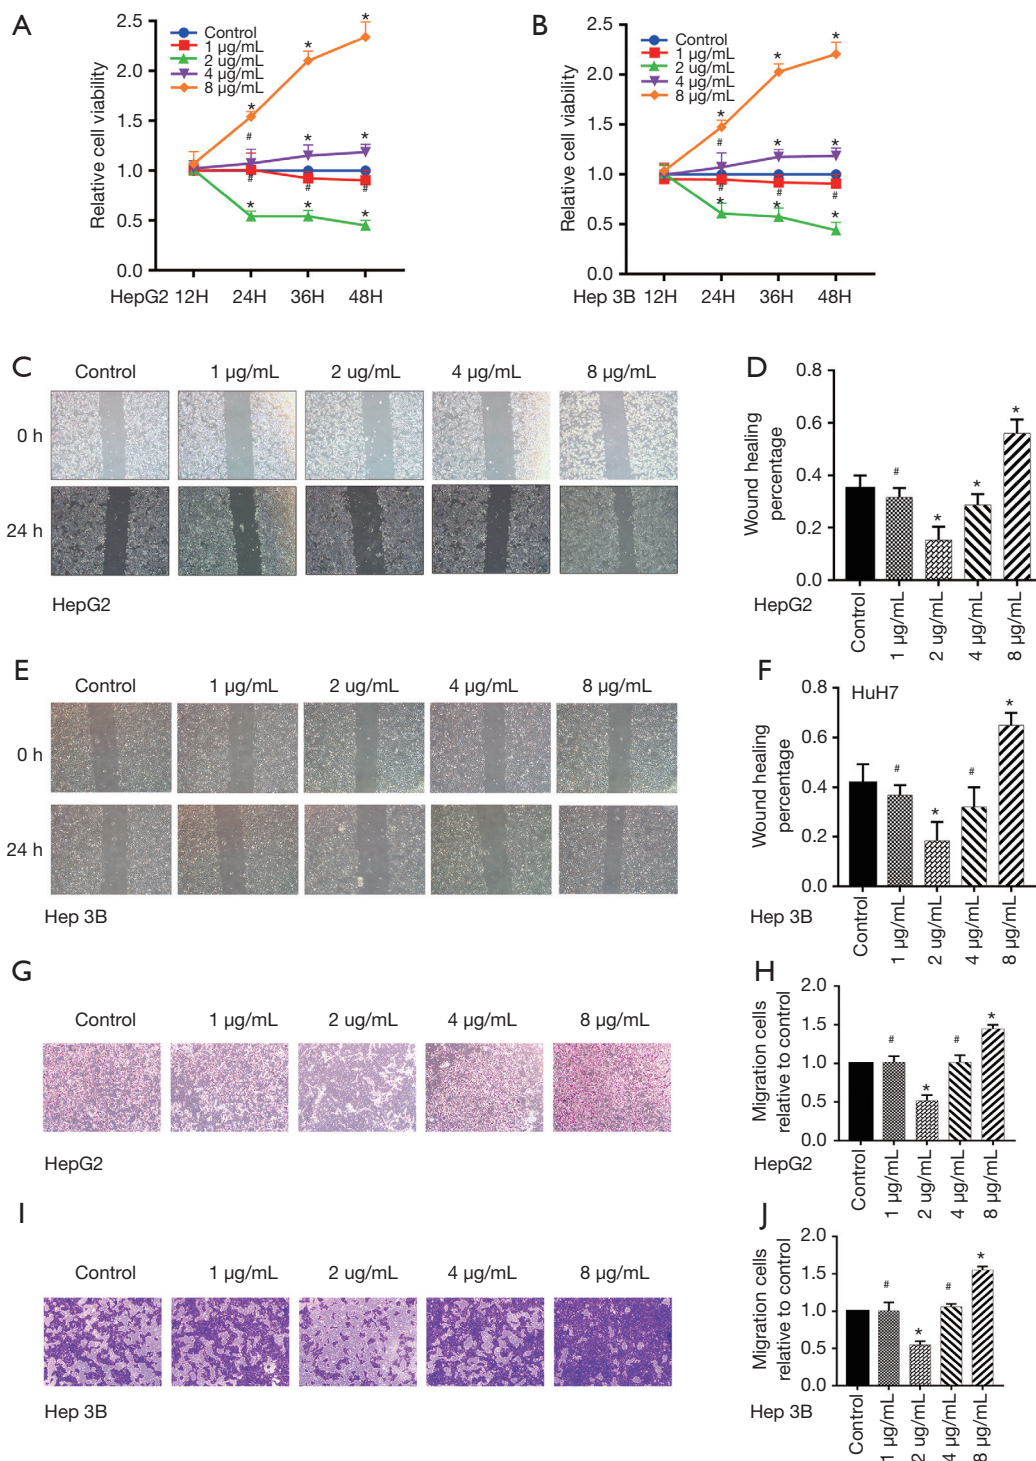 A
Relative cell viability
2.5
2.0
1.5
1.0
0.5
0.0
Control
1 µg/mL
2 ug/mL
4 µg/mL
8 µg/mL
* * *
# * *
# # #
* * *
HepG2 12H 24H 36H 48H
B
Relative cell viability
2.5
2.0
1.5
1.0
0.5
0.0
Control
1 µg/mL
2 ug/mL
4 µg/mL
8 µg/mL
* * *
# * *
# # #
* * *
Hep 3B 12H 24H 36H 48H
C
Control 1 µg/mL 2 ug/mL 4 µg/mL 8 µg/mL
0 h
24 h
HepG2
D
Wound healing
percentage
0.8
0.6
0.4
0.2
0.0
# * * *
HepG2
Control 1 µg/mL 2 ug/mL 4 µg/mL 8 µg/mL
E
Control 1 µg/mL 2 ug/mL 4 µg/mL 8 µg/mL
0 h
24 h
Hep 3B
F
HuH7
Wound healing
percentage
0.8
0.6
0.4
0.2
0.0
# * # *
Hep 3B
Control 1 µg/mL 2 ug/mL 4 µg/mL 8 µg/mL
G
Control 1 µg/mL 2 ug/mL 4 µg/mL 8 µg/mL
HepG2
H
Migration cells
relative to control
2.0
1.5
1.0
0.5
0.0
# * # *
HepG2
Control 1 µg/mL 2 ug/mL 4 µg/mL 8 µg/mL
I
Control 1 µg/mL 2 ug/mL 4 µg/mL 8 µg/mL
Hep 3B
J
Migration cells
relative to control
2.0
1.5
1.0
0.5
0.0
# * # *
Hep 3B
Control 1 µg/mL 2 ug/mL 4 µg/mL 8 µg/mL